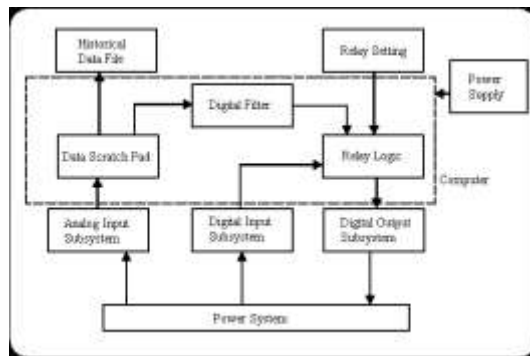 Historical
Data File
Relay Setting
Power
Supply
Digital Filter
Data Scratch Pad
Relay Logic
Computer
Analog Input
Subsystem
Digital Input
Subsystem
Digital Output
Subsystem
Power System